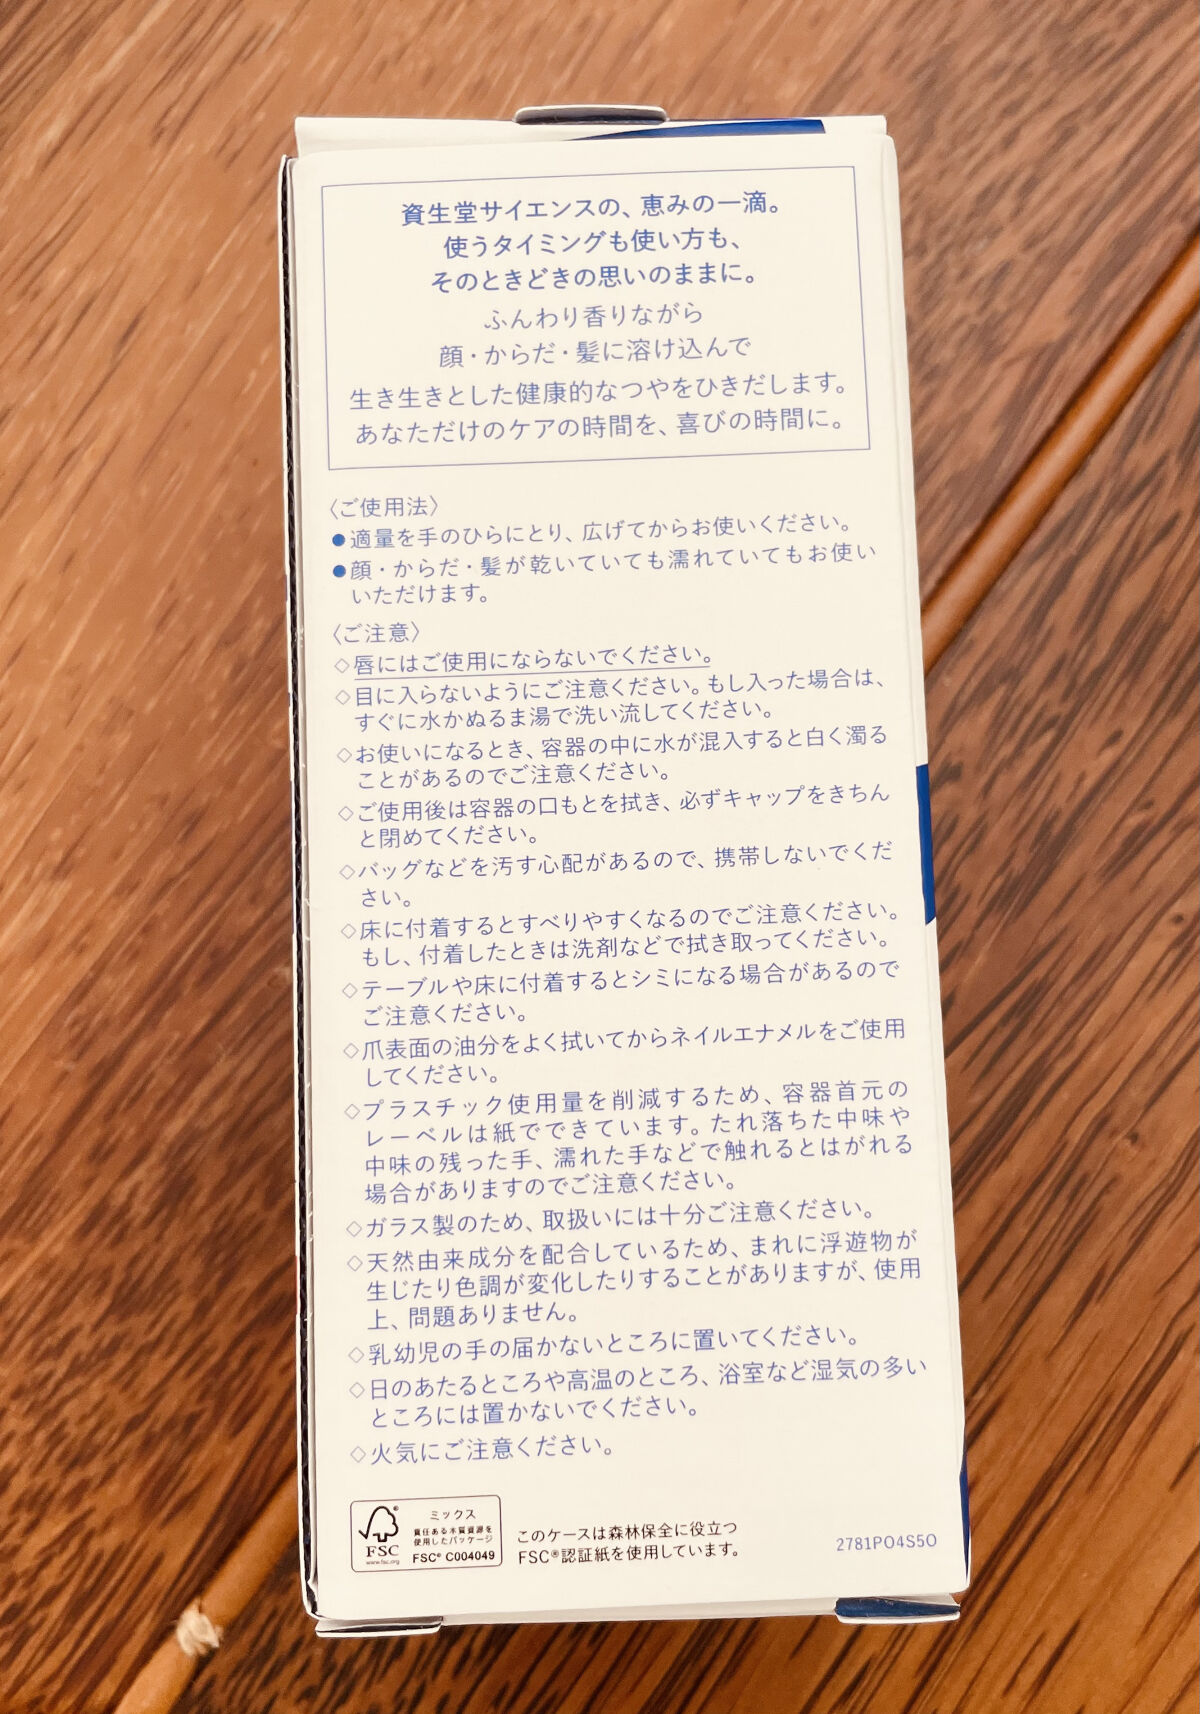 資生堂サイエンスの、恵みの一滴。
使うタイミングも使い方も、
そのときどきの思いのままに。
ふんわり香りながら
顔・からだ・髪に溶け込んで
生き生きとした健康的なつやをひきだします。
あなただけのケアの時間を、喜びの時間に。
〈ご使用法〉
●適量を手のひらにとり、広げてからお使いください。
●顔・からだ・髪が乾いていても濡れていてもお使い
いただけます。
〈ご注意〉
◇唇にはご使用にならないでください。
◇目に入らないようにご注意ください。もし入った場合は、
すぐに水かぬるま湯で洗い流してください。
◇お使いになるとき、容器の中に水が混入すると白く濁る
ことがあるのでご注意ください。
◇ご使用後は容器の口もとを拭き、必ずキャップをきちん
と閉めてください。
◇バッグなどを汚す心配があるので、携帯しないでくだ
さい。
◇床に付着するとすべりやすくなるのでご注意ください。
もし、付着したときは洗剤などで拭き取ってください。
◇テーブルや床に付着するとシミになる場合があるので
ご注意ください。
◇爪表面の油分をよく拭いてからネイルエナメルをご使用
してください。
◇プラスチック使用量を削減するため、容器首元の
レーベルは紙でできています。たれ落ちた中味や
中味の残った手、濡れた手などで触れるとはがれる
場合がありますのでご注意ください。
◇ガラス製のため、取扱いには十分ご注意ください。
◇天然由来成分を配合しているため、まれに浮遊物が
生じたり色調が変化したりすることがありますが、使用
上、問題ありません。
◇乳幼児の手の届かないところに置いてください。
◇日のあたるところや高温のところ、浴室など湿気の多い
ところには置かないでください。
◇火気にご注意ください。
ミックス
責任ある木質資源を
使用したパッケージ
FSC
www.fsc.org
FSC® C004049
このケースは森林保全に役立つ
FSC®認証紙を使用しています。
2781P04S50